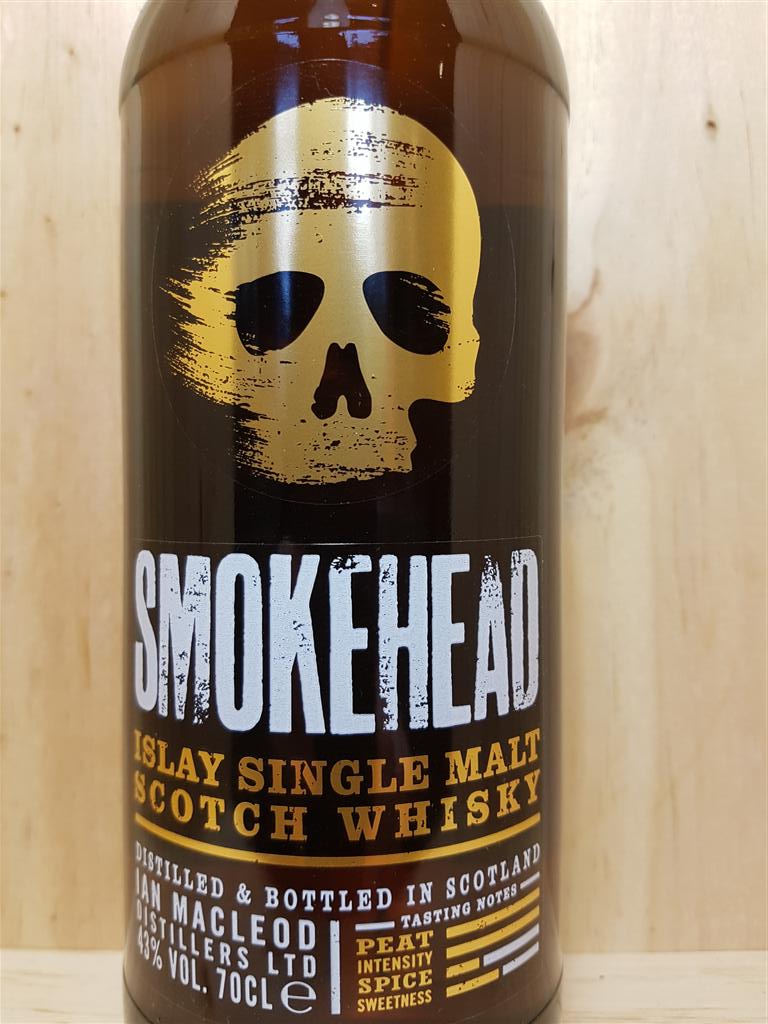 SMOKEHEAD
ISLAY SINGLE MALT
SCOTCH WHISKY
DISTILLED & BOTTLED IN SCOTLAND
IAN MACLEOD
DISTILLERS LTD
43% VOL. 70CL e
TASTING NOTES
PEAT
INTENSITY
SPICE
SWEETNESS